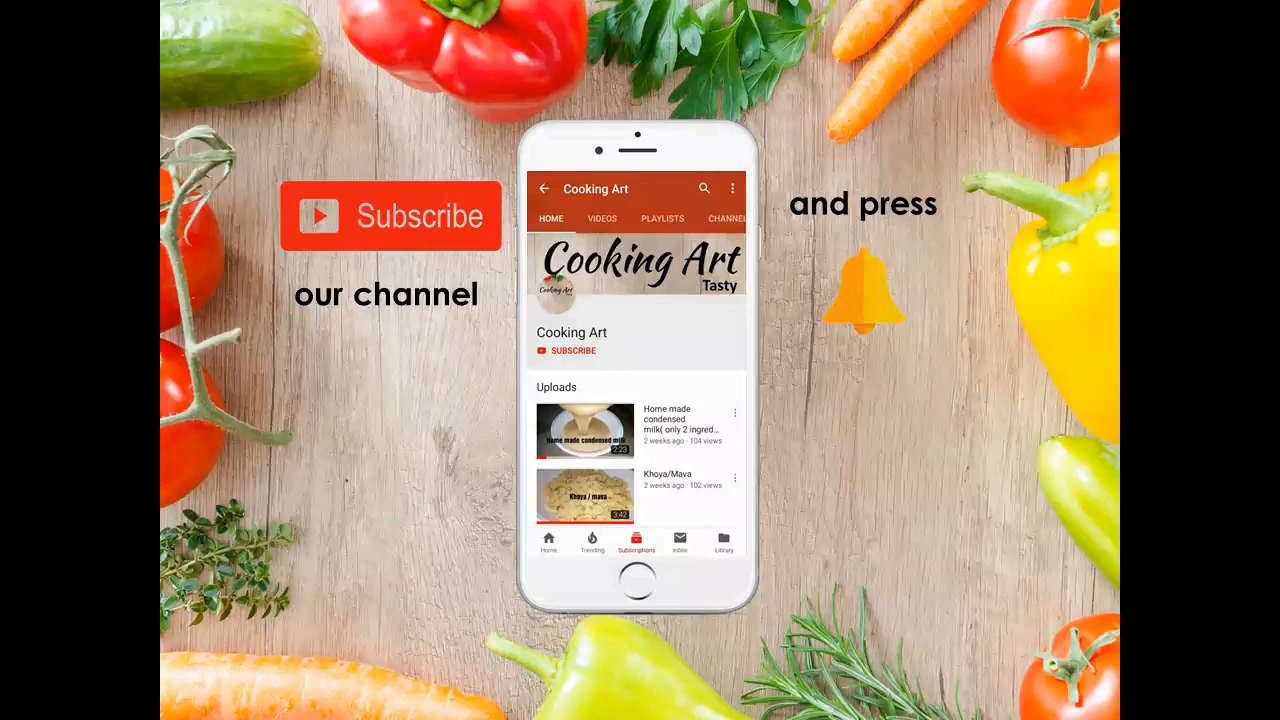 Subscribe
our channel
and press
Cooking Art
HOME VIDEOS PLAYLISTS CHANNEL
Cooking Art
Tasty
Cooking Art
Cooking Art
SUBSCRIBE
Uploads
Home made condensed milk
2:23
Home made
condensed
milk( only 2 ingred...
2 weeks ago · 104 views
Khoya / mava
3:42
Khoya/Mava
2 weeks ago · 102 views
Home Trending Subscriptions Inbox Library